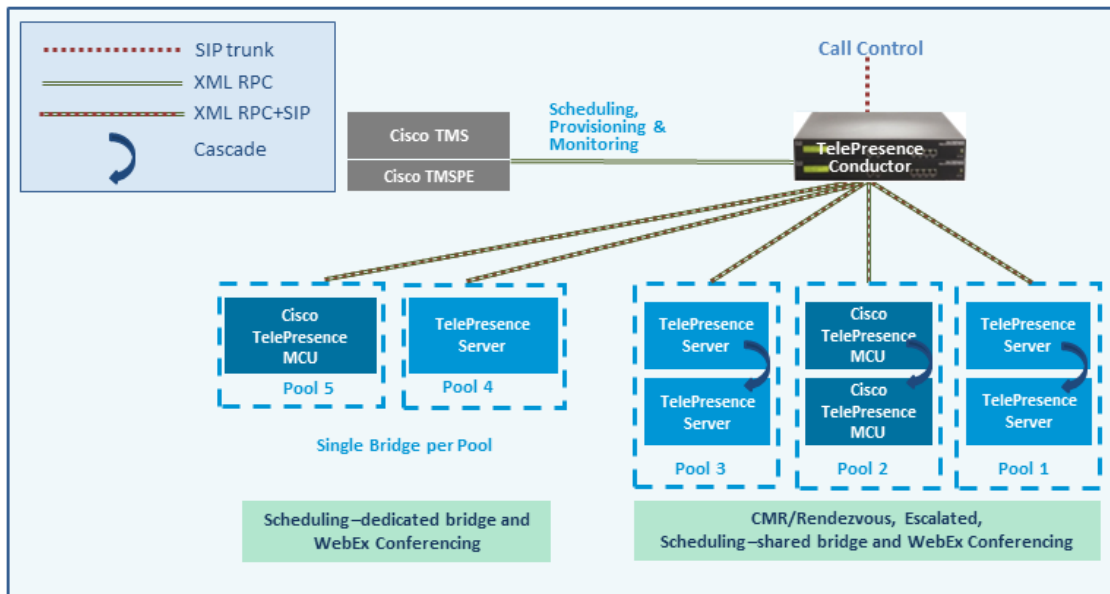 SIP trunk
XML RPC
XML RPC+SIP
Cascade
Call Control
Scheduling,
Provisioning &
Monitoring
Cisco TMS
Cisco TMSPE
TelePresence
Conductor
Cisco
TelePresence
MCU
Pool 5
TelePresence
Server
Pool 4
Single Bridge per Pool
TelePresence
Server
TelePresence
Server
Pool 3
Cisco
TelePresence
MCU
Cisco
TelePresence
MCU
Pool 2
TelePresence
Server
TelePresence
Server
Pool 1
Scheduling–dedicated bridge and
WebEx Conferencing
CMR/Rendezvous, Escalated,
Scheduling–shared bridge and WebEx Conferencing